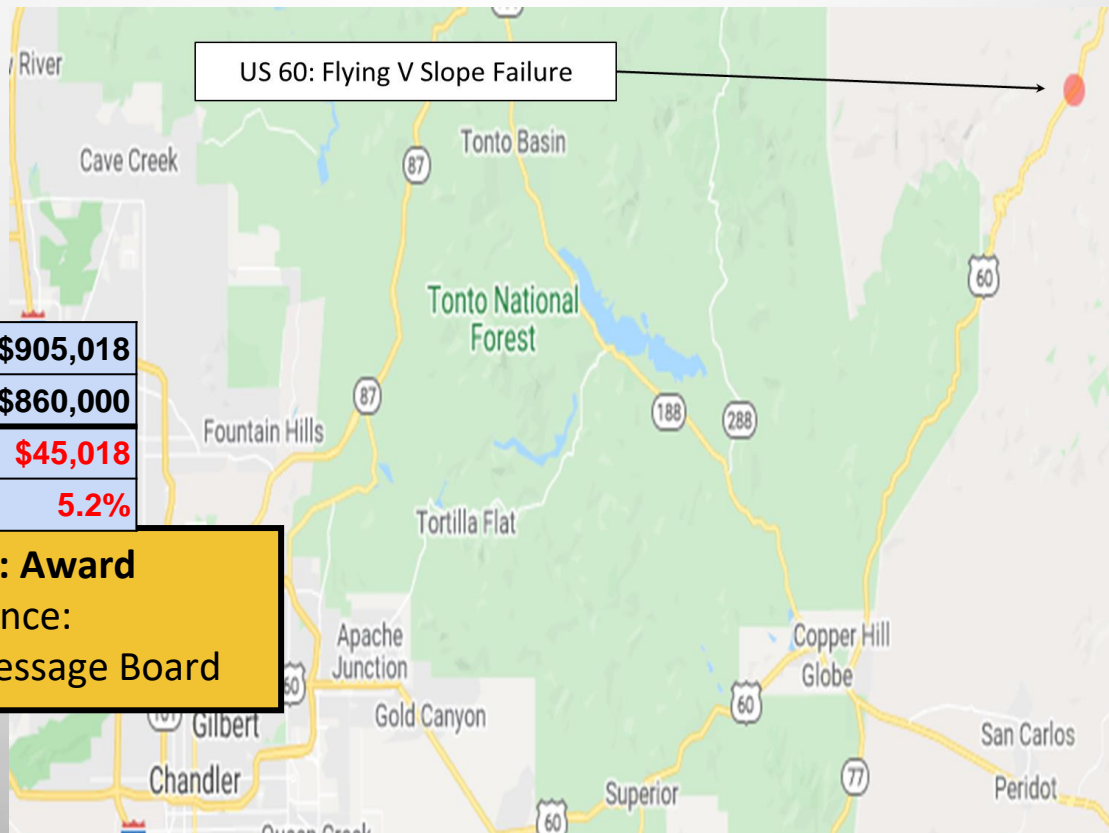 River
US 60: Flying V Slope Failure
Cave Creek
87
Tonto Basin
60
Tonto National
Forest
$905,018
$860,000
$45,018
5.2%
87
188
288
Fountain Hills
Tortilla Flat
: Award
nce:
essage Board
Apache
Junction
Copper Hill
Globe
60
60
Gilbert
Gold Canyon
San Carlos
Chandler
Superior
77
Peridot
60
Queen Creek